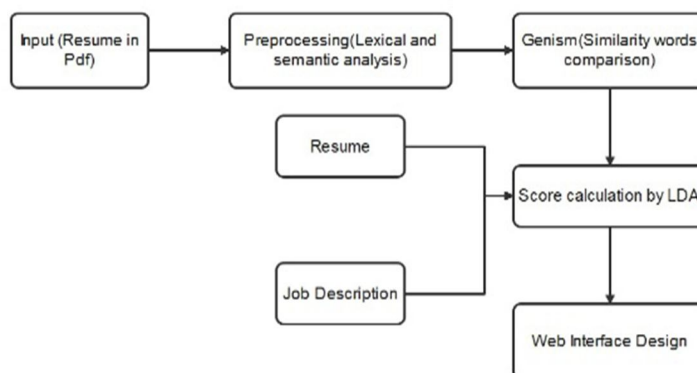 Input (Resume in
Pdf)
Preprocessing(Lexical and
semantic analysis)
Genism(Similarity words
comparison)
Resume
Score calculation by LDA
Job Description
Web Interface Design